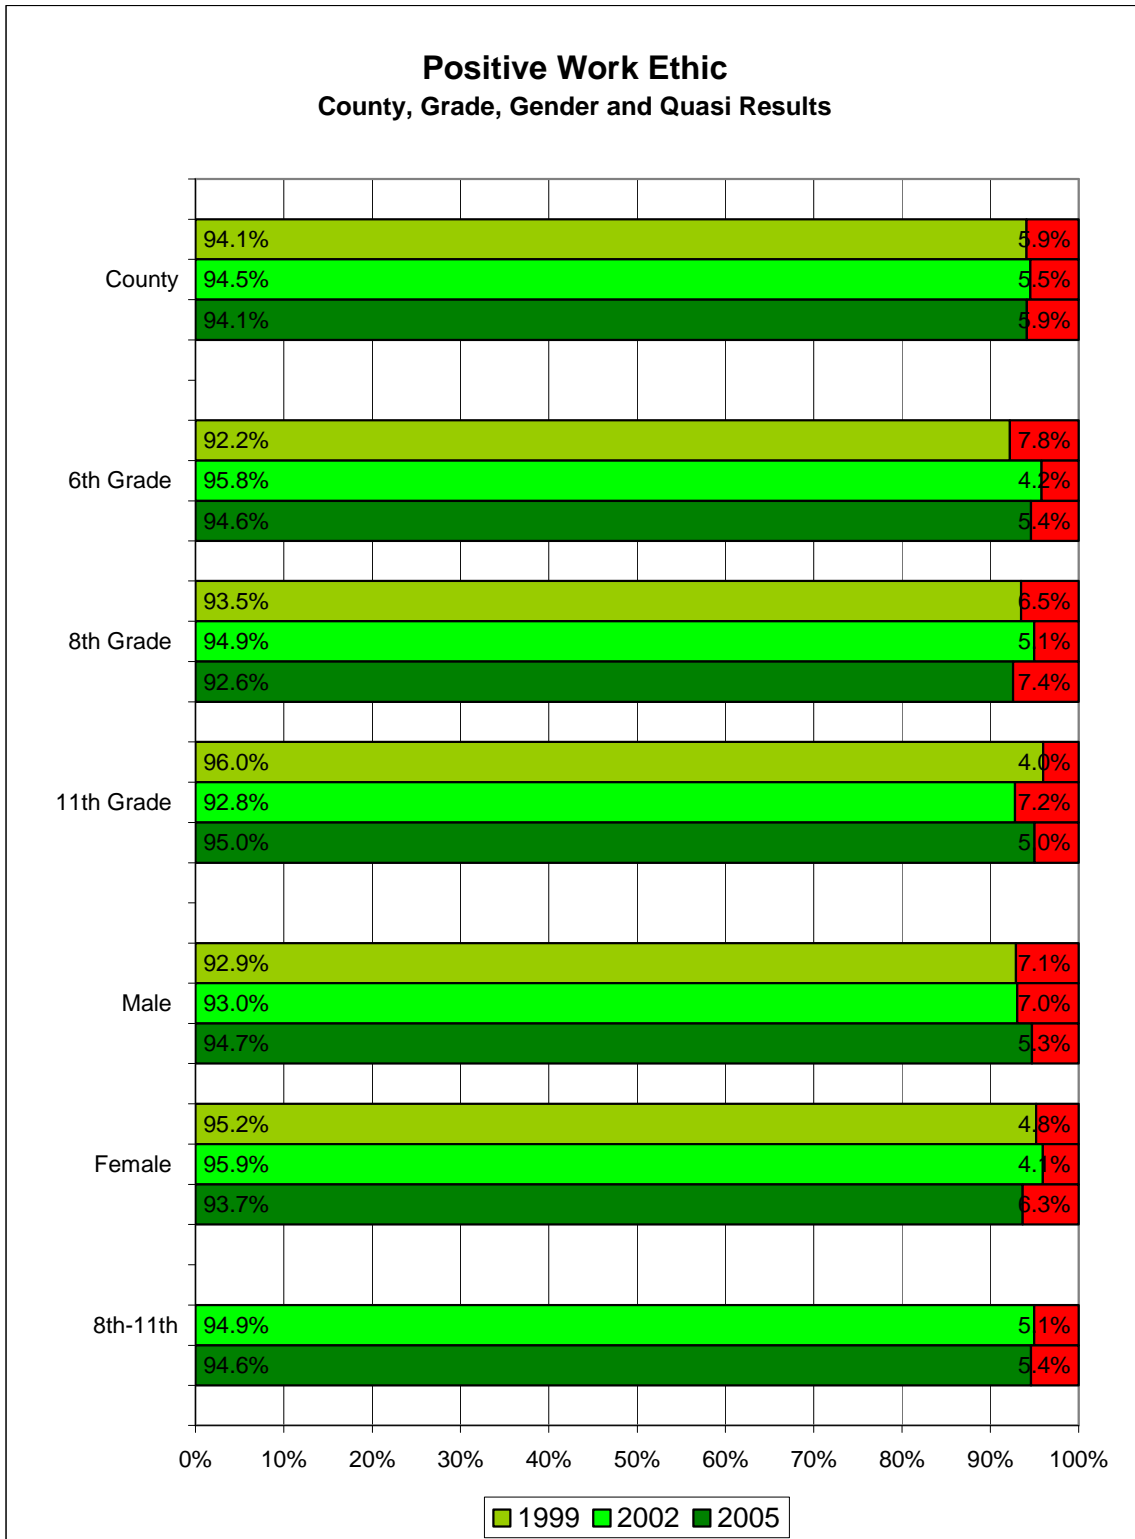 Positive Work Ethic
County, Grade, Gender and Quasi Results
94.1% 5.9%
County 94.5% 5.5%
94.1% 5.9%
92.2% 7.8%
6th Grade 95.8% 4.2%
94.6% 5.4%
93.5% 6.5%
8th Grade 94.9% 5.1%
92.6% 7.4%
96.0% 4.0%
11th Grade 92.8% 7.2%
95.0% 5.0%
92.9% 7.1%
Male 93.0% 7.0%
94.7% 5.3%
95.2% 4.8%
Female 95.9% 4.1%
93.7% 6.3%
8th-11th 94.9% 5.1%
94.6% 5.4%
0% 10% 20% 30% 40% 50% 60% 70% 80% 90% 100%
1999 2002 2005